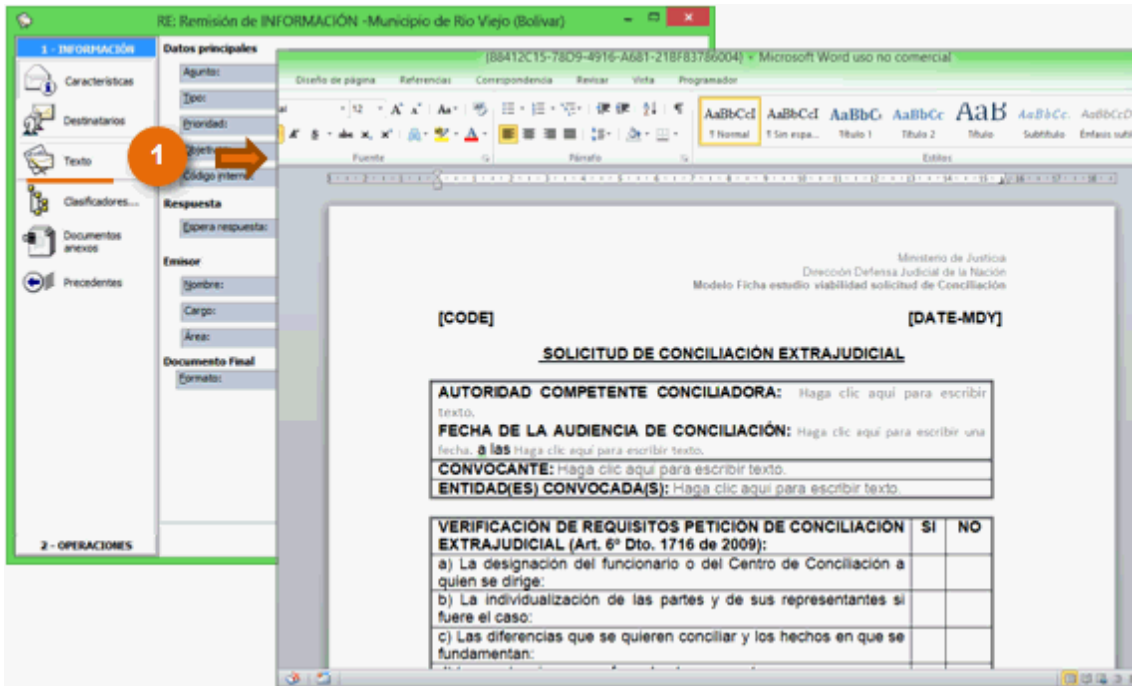 RE: Remisión de INFORMACIÓN -Municipio de Rio Viejo (Bolivar)
1 - INFORMACIÓN
Características
Destinatarios
Texto
Clasificadores...
Documentos
anexos
Precedentes
2 - OPERACIONES
1
Datos principales
Asunto:
Tipo:
Prioridad:
Código interno:
Respuesta
Espera respuesta:
Emisor
Nombre:
Cargo:
Área:
Documento Final
Formato:
(B8412C15-78D9-4916-A681-21BF83786004) - Microsoft Word uso no comercial
Diseño de página Referencias Correspondencia Revisar Vista Programador
12
AaBbCcI AaBbCcI AaBbC AaBbCc AaB AaBbCc. AaBbCcD
¶ Normal ¶ Sin espa... Título 1 Título 2 Título Subtítulo Énfasis sutil
Fuente Párrafo Estilos
Ministerio de Justicia
Dirección Defensa Judicial de la Nación
Modelo Ficha estudio viabilidad solicitud de Conciliación
[CODE] [DATE-MDY]
SOLICITUD DE CONCILIACIÓN EXTRAJUDICIAL
AUTORIDAD COMPETENTE CONCILIADORA: Haga clic aquí para escribir
texto.
FECHA DE LA AUDIENCIA DE CONCILIACIÓN: Haga clic aquí para escribir una
fecha. a las Haga clic aquí para escribir texto.
CONVOCANTE: Haga clic aquí para escribir texto.
ENTIDAD(ES) CONVOCADA(S): Haga clic aquí para escribir texto.
VERIFICACIÓN DE REQUISITOS PETICIÓN DE CONCILIACIÓN SI NO
EXTRAJUDICIAL (Art. 6º Dto. 1716 de 2009):
a) La designación del funcionario o del Centro de Conciliación a
quien se dirige:
b) La individualización de las partes y de sus representantes si
fuere el caso:
c) Las diferencias que se quieren conciliar y los hechos en que se
fundamentan: